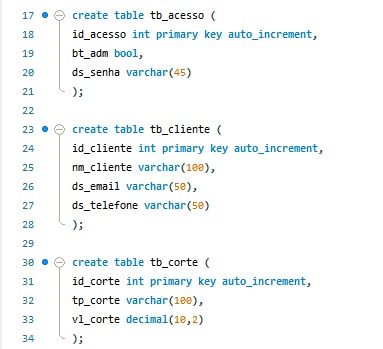 17 create table tb_acesso (
18 id_acesso int primary key auto_increment,
19 bt_adm bool,
20 ds_senha varchar(45)
21 );
22
23 create table tb_cliente (
24 id_cliente int primary key auto_increment,
25 nm_cliente varchar(100),
26 ds_email varchar(50),
27 ds_telefone varchar(50)
28 );
29
30 create table tb_corte (
31 id_corte int primary key auto_increment,
32 tp_corte varchar(100),
33 vl_corte decimal(10,2)
34 );